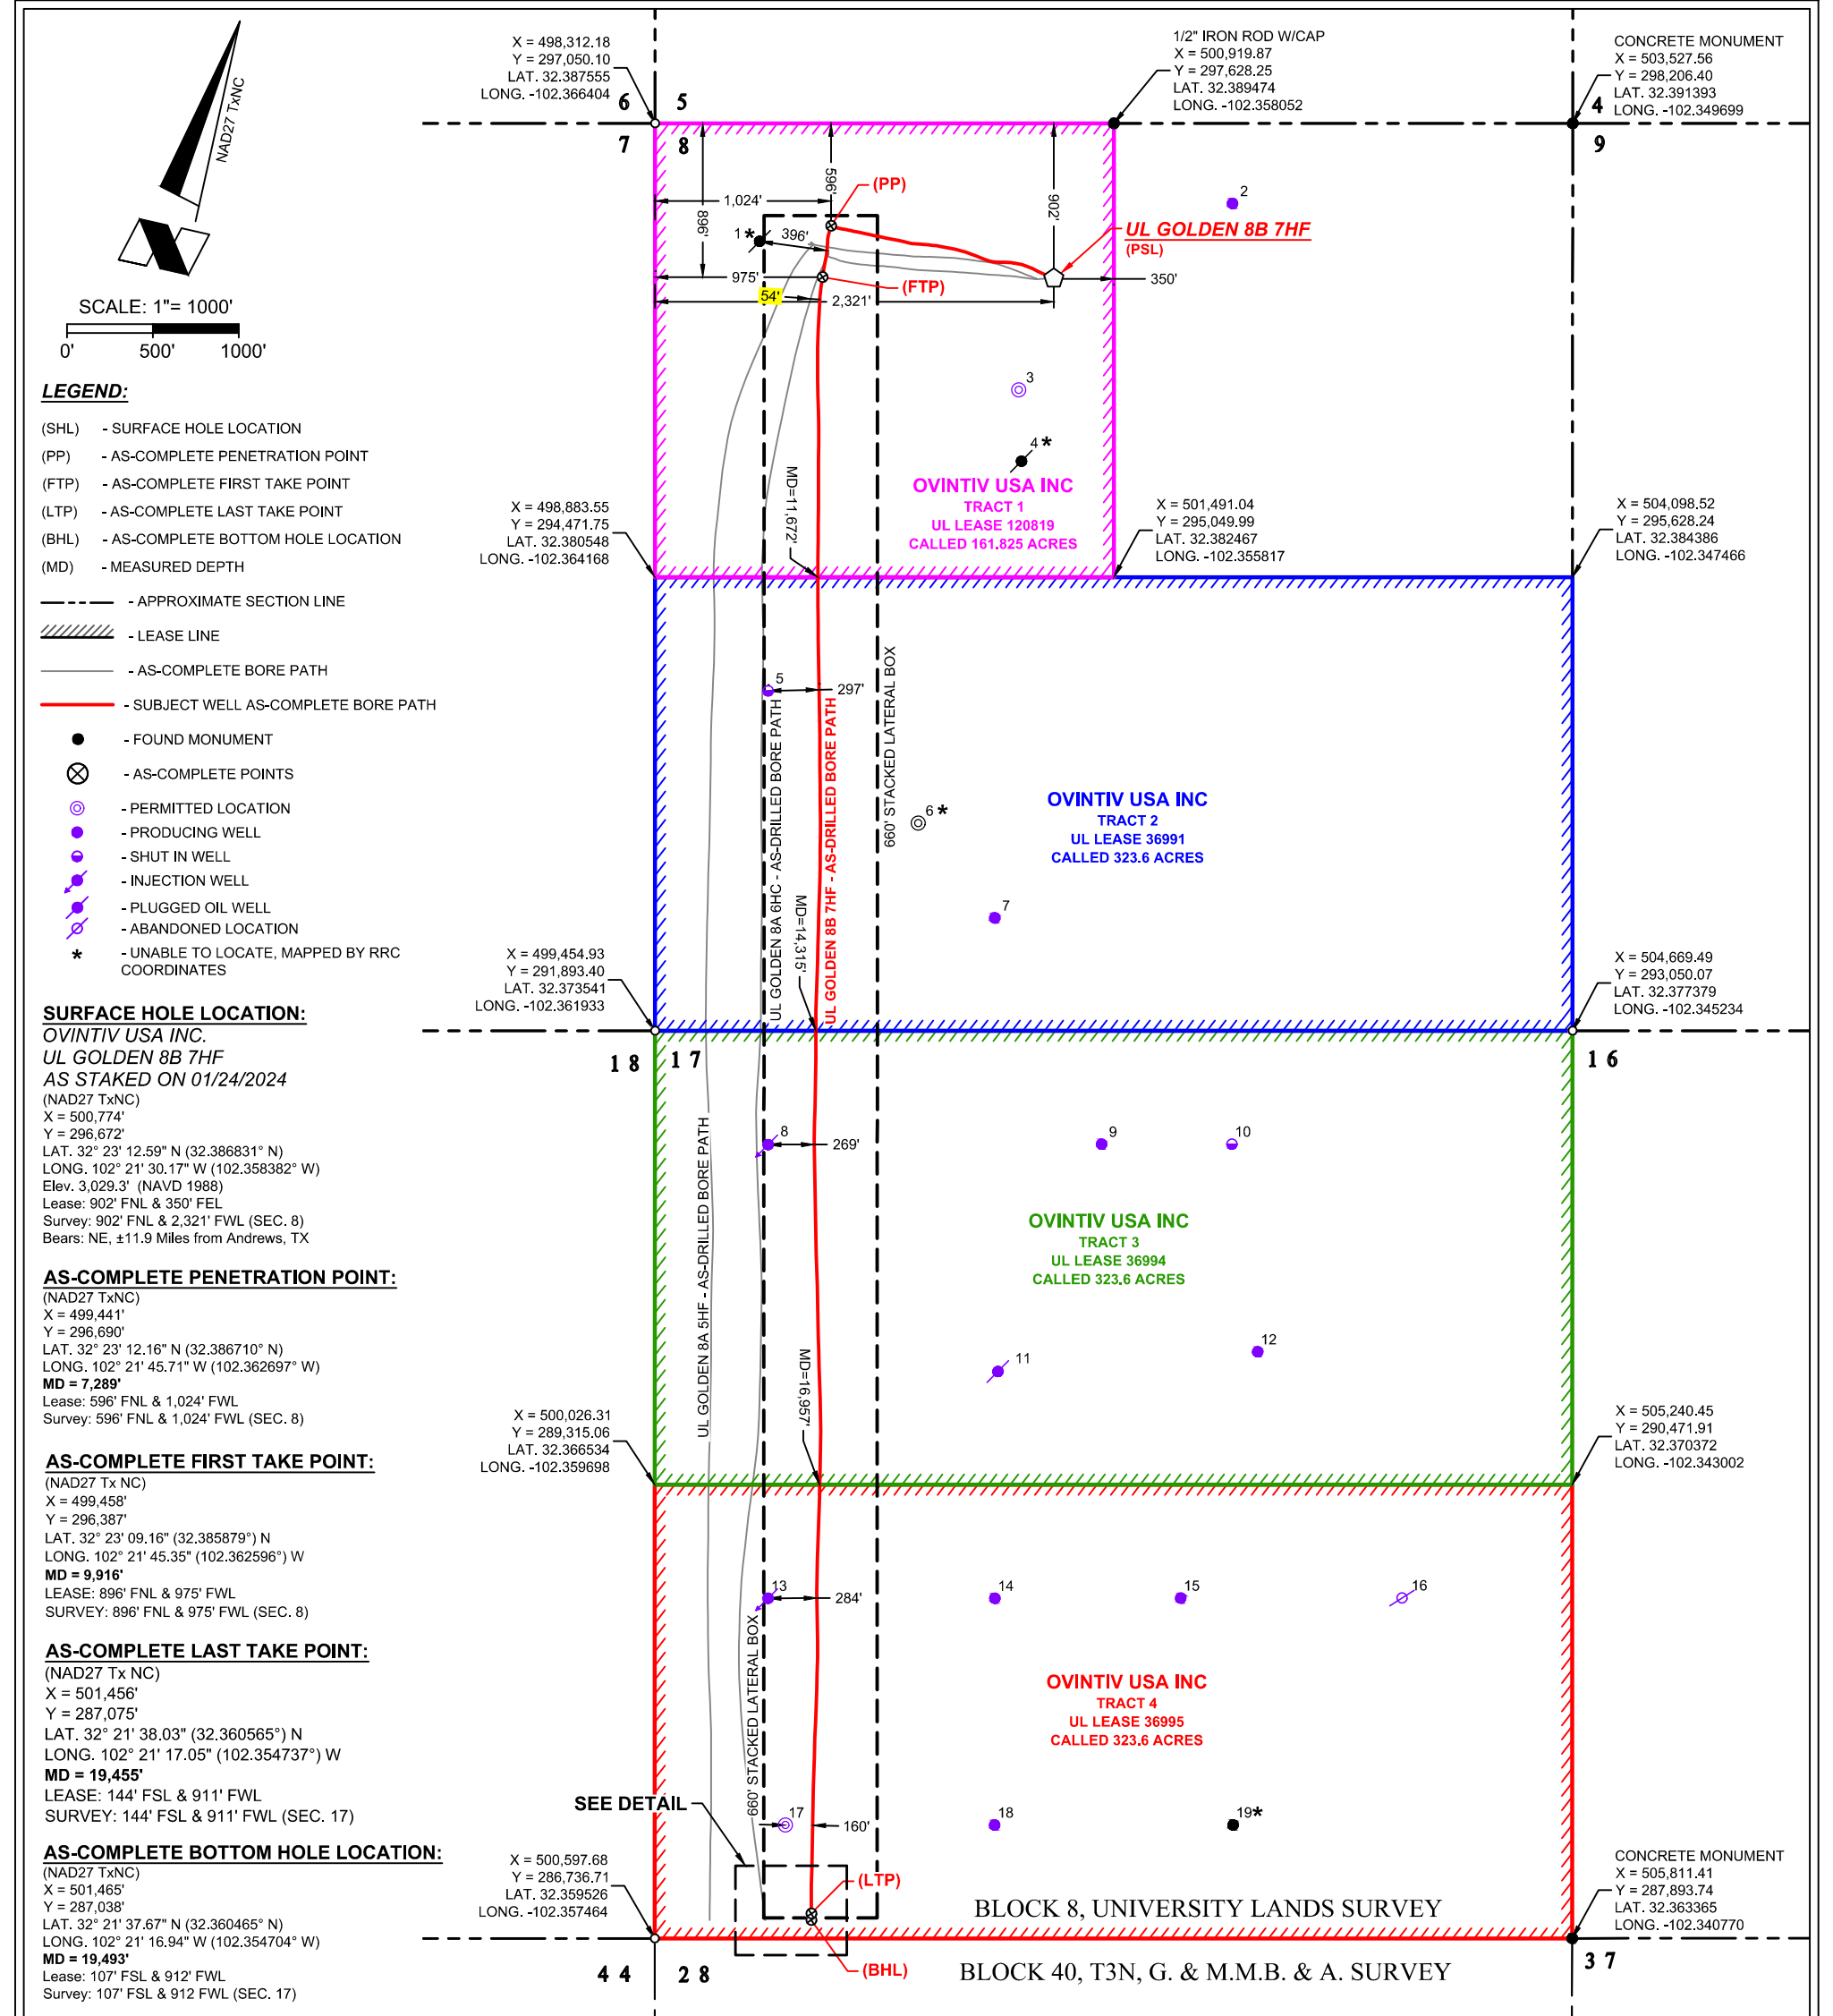 NAD27 TxNC
SCALE: 1"= 1000'
0' 500' 1000'
LEGEND:
(SHL) - SURFACE HOLE LOCATION
(PP) - AS-COMPLETE PENETRATION POINT
(FTP) - AS-COMPLETE FIRST TAKE POINT
(LTP) - AS-COMPLETE LAST TAKE POINT
(BHL) - AS-COMPLETE BOTTOM HOLE LOCATION
(MD) - MEASURED DEPTH
- APPROXIMATE SECTION LINE
- LEASE LINE
- AS-COMPLETE BORE PATH
- SUBJECT WELL AS-COMPLETE BORE PATH
- FOUND MONUMENT
- AS-COMPLETE POINTS
- PERMITTED LOCATION
- PRODUCING WELL
- SHUT IN WELL
- INJECTION WELL
- PLUGGED OIL WELL
- ABANDONED LOCATION
* - UNABLE TO LOCATE, MAPPED BY RRC
COORDINATES
SURFACE HOLE LOCATION:
OVINTIV USA INC.
UL GOLDEN 8B 7HF
AS STAKED ON 01/24/2024
(NAD27 TxNC)
X = 500,774'
Y = 296,672'
LAT. 32° 23' 12.59" N (32.386831° N)
LONG. 102° 21' 30.17" W (102.358382° W)
Elev. 3,029.3' (NAVD 1988)
Lease: 902' FNL & 350' FEL
Survey: 902' FNL & 2,321' FWL (SEC. 8)
Bears: NE, ±11.9 Miles from Andrews, TX
AS-COMPLETE PENETRATION POINT:
(NAD27 TxNC)
X = 499,441'
Y = 296,690'
LAT. 32° 23' 12.16" N (32.386710° N)
LONG. 102° 21' 45.71" W (102.362697° W)
MD = 7,289'
Lease: 596' FNL & 1,024' FWL
Survey: 596' FNL & 1,024' FWL (SEC. 8)
AS-COMPLETE FIRST TAKE POINT:
(NAD27 Tx NC)
X = 499,458'
Y = 296,387'
LAT. 32° 23' 09.16" (32.385879°) N
LONG. 102° 21' 45.35" (102.362596°) W
MD = 9,916'
LEASE: 896' FNL & 975' FWL
SURVEY: 896' FNL & 975' FWL (SEC. 8)
AS-COMPLETE LAST TAKE POINT:
(NAD27 Tx NC)
X = 501,456'
Y = 287,075'
LAT. 32° 21' 38.03" (32.360565°) N
LONG. 102° 21' 17.05" (102.354737°) W
MD = 19,455'
LEASE: 144' FSL & 911' FWL
SURVEY: 144' FSL & 911' FWL (SEC. 17)
AS-COMPLETE BOTTOM HOLE LOCATION:
(NAD27 TxNC)
X = 501,465'
Y = 287,038'
LAT. 32° 21' 37.67" N (32.360465° N)
LONG. 102° 21' 16.94" W (102.354704° W)
MD = 19,493'
Lease: 107' FSL & 912' FWL
Survey: 107' FSL & 912 FWL (SEC. 17)
X = 498,312.18
Y = 297,050.10
LAT. 32.387555
LONG. -102.366404
1/2" IRON ROD W/CAP
X = 500,919.87
Y = 297,628.25
LAT. 32.389474
LONG. -102.358052
CONCRETE MONUMENT
X = 503,527.56
Y = 298,206.40
LAT. 32.391393
LONG. -102.349699
6 5
7 8
4
9
596'
(PP)
1,024'
896'
902'
2
1* 396'
UL GOLDEN 8B 7HF
(PSL)
975'
(FTP)
350'
54'
2,321'
3
4*
MD=11,672'
OVINTIV USA INC
TRACT 1
UL LEASE 120819
CALLED 161.825 ACRES
X = 498,883.55
Y = 294,471.75
LAT. 32.380548
LONG. -102.364168
X = 501,491.04
Y = 295,049.99
LAT. 32.382467
LONG. -102.355817
X = 504,098.52
Y = 295,628.24
LAT. 32.384386
LONG. -102.347466
5
297'
660' STACKED LATERAL BOX
UL GOLDEN 8A 6HC - AS-DRILLED BORE PATH
UL GOLDEN 8B 7HF - AS-DRILLED BORE PATH
6*
OVINTIV USA INC
TRACT 2
UL LEASE 36991
CALLED 323.6 ACRES
7
MD=14,315'
X = 499,454.93
Y = 291,893.40
LAT. 32.373541
LONG. -102.361933
X = 504,669.49
Y = 293,050.07
LAT. 32.377379
LONG. -102.345234
18 17
16
8
269'
9
10
UL GOLDEN 8A 5HF - AS-DRILLED BORE PATH
OVINTIV USA INC
TRACT 3
UL LEASE 36994
CALLED 323.6 ACRES
11
12
MD=16,957'
X = 500,026.31
Y = 289,315.06
LAT. 32.366534
LONG. -102.359698
X = 505,240.45
Y = 290,471.91
LAT. 32.370372
LONG. -102.343002
13
284'
14
15
16
660' STACKED LATERAL BOX
OVINTIV USA INC
TRACT 4
UL LEASE 36995
CALLED 323.6 ACRES
SEE DETAIL
17
160'
18
19*
X = 500,597.68
Y = 286,736.71
LAT. 32.359526
LONG. -102.357464
(LTP)
CONCRETE MONUMENT
X = 505,811.41
Y = 287,893.74
LAT. 32.363365
LONG. -102.340770
BLOCK 8, UNIVERSITY LANDS SURVEY
44 28
(BHL)
BLOCK 40, T3N, G. & M.M.B. & A. SURVEY
37